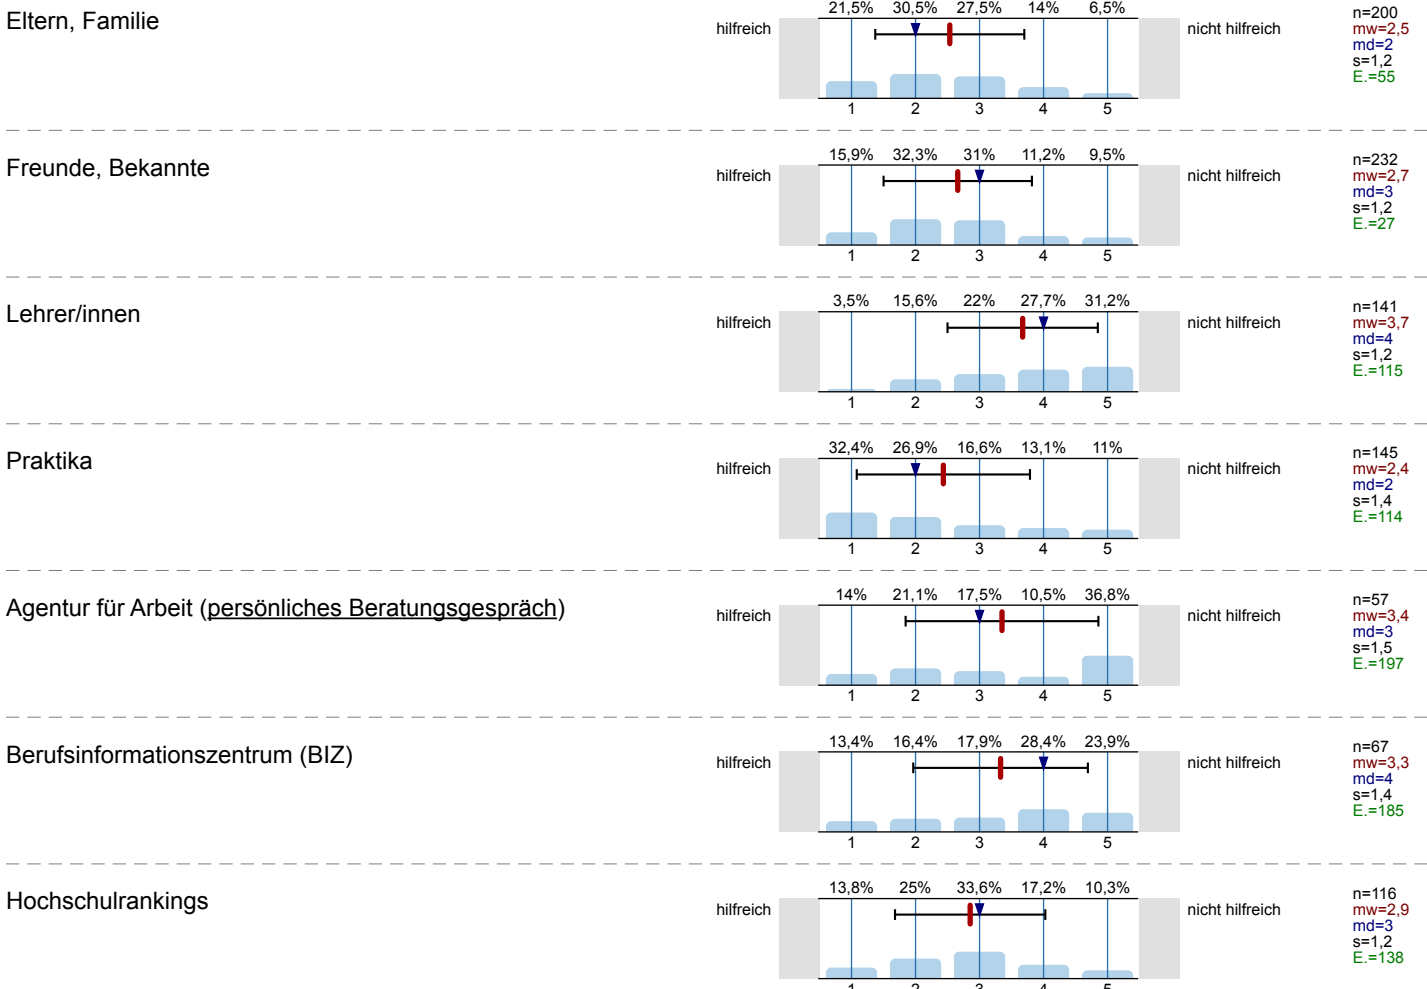 Eltern, Familie
21,5% 30,5% 27,5% 14% 6,5%
hilfreich nicht hilfreich
1 2 3 4 5
n=200
mw=2,5
md=2
s=1,2
E.=55
Freunde, Bekannte
15,9% 32,3% 31% 11,2% 9,5%
hilfreich nicht hilfreich
1 2 3 4 5
n=232
mw=2,7
md=3
s=1,2
E.=27
Lehrer/innen
3,5% 15,6% 22% 27,7% 31,2%
hilfreich nicht hilfreich
1 2 3 4 5
n=141
mw=3,7
md=4
s=1,2
E.=115
Praktika
32,4% 26,9% 16,6% 13,1% 11%
hilfreich nicht hilfreich
1 2 3 4 5
n=145
mw=2,4
md=2
s=1,4
E.=114
Agentur für Arbeit (persönliches Beratungsgespräch)
14% 21,1% 17,5% 10,5% 36,8%
hilfreich nicht hilfreich
1 2 3 4 5
n=57
mw=3,4
md=3
s=1,5
E.=197
Berufsinformationszentrum (BIZ)
13,4% 16,4% 17,9% 28,4% 23,9%
hilfreich nicht hilfreich
1 2 3 4 5
n=67
mw=3,3
md=4
s=1,4
E.=185
Hochschulrankings
13,8% 25% 33,6% 17,2% 10,3%
hilfreich nicht hilfreich
1 2 3 4 5
n=116
mw=2,9
md=3
s=1,2
E.=138